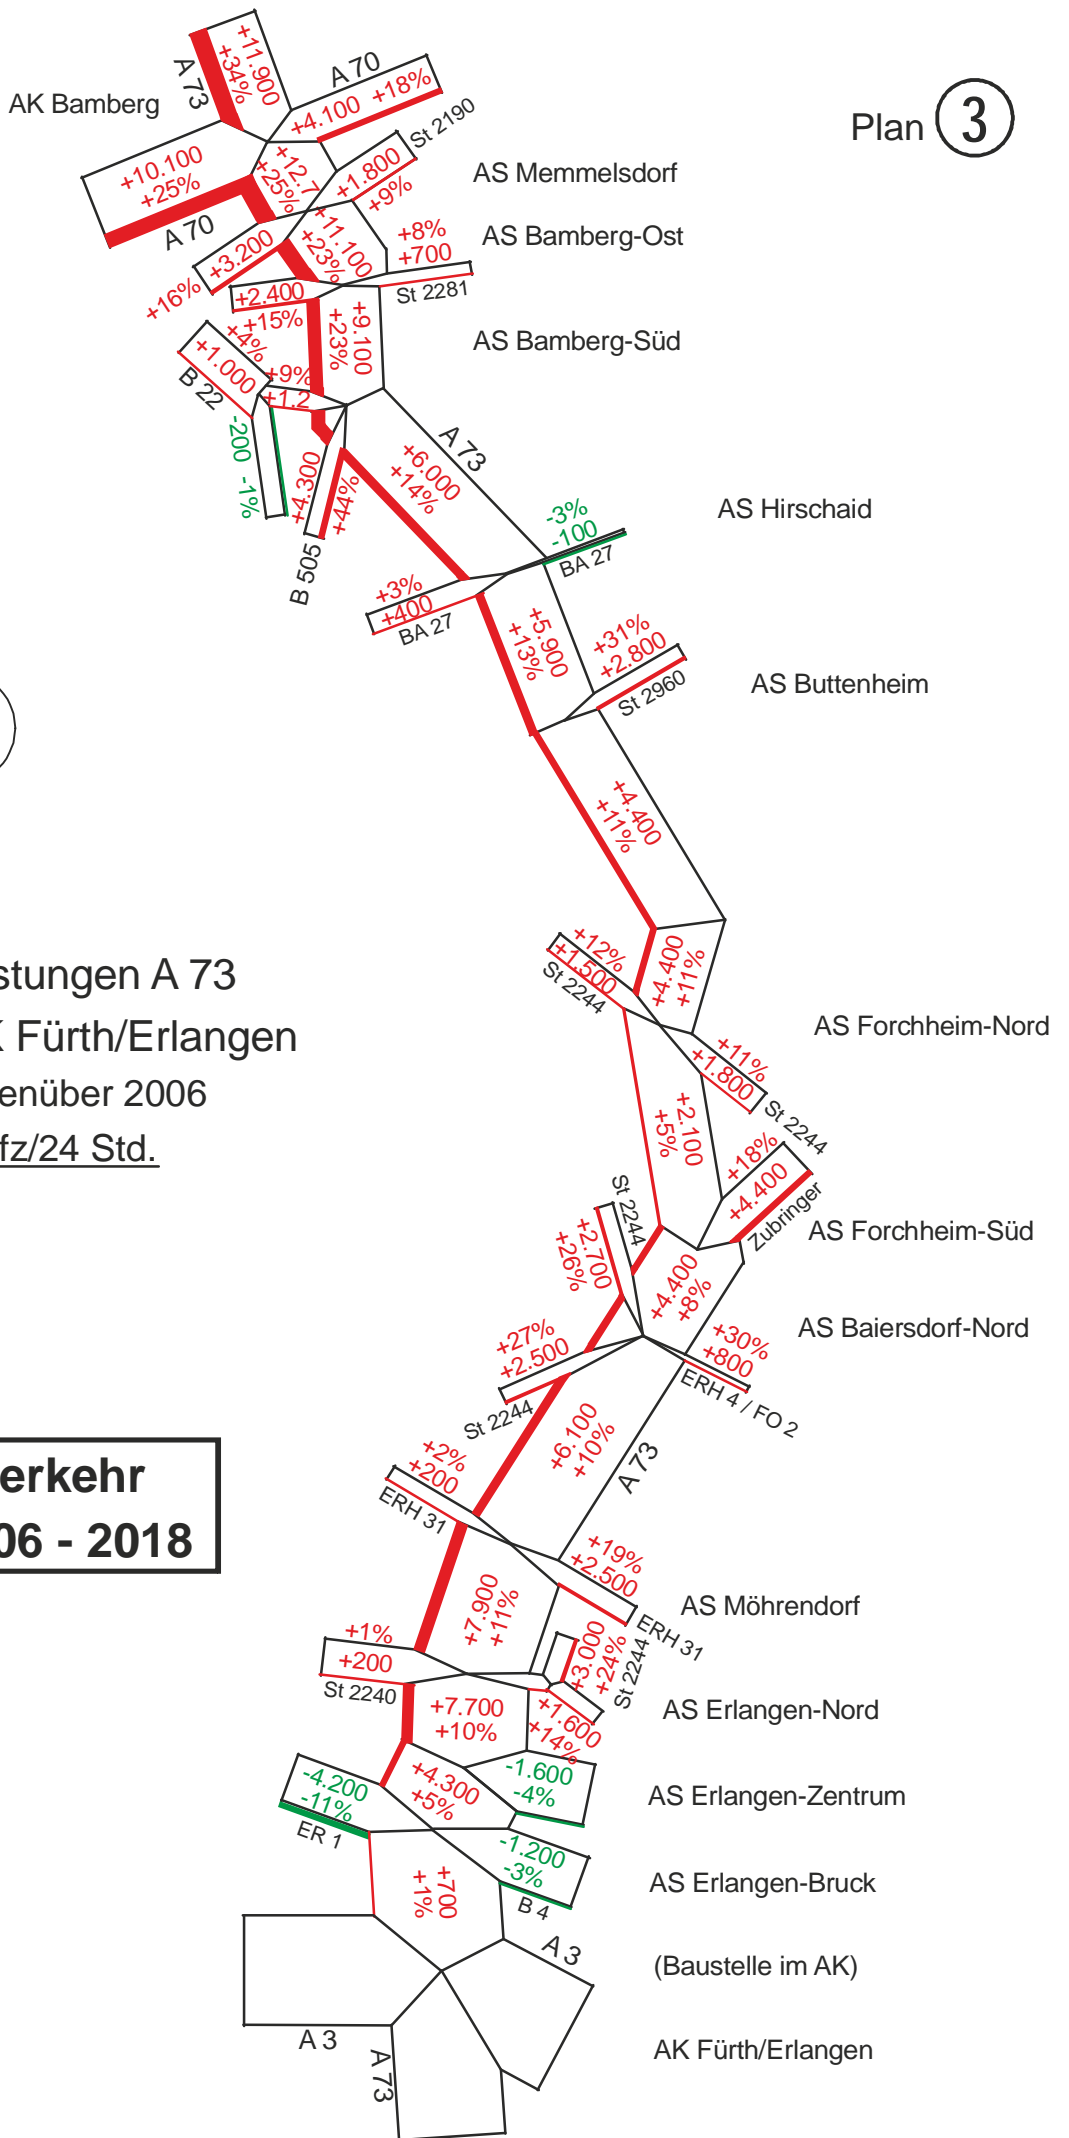 +11.900
+34%
A 73
A 70
+4.100 +18%
AK Bamberg
Plan 3
+10.100
+25%
A 70
+12.7
+25%
+1.800
+9%
St 2190
AS Memmelsdorf
+3.200
+16%
+11.100
+23%
+8%
+700
St 2281
AS Bamberg-Ost
+2.400
+15%
+9.100
+23%
AS Bamberg-Süd
+4%
+1.000
B 22
+9%
+1.2
-200 -1%
+4.300
+44%
B 505
A 73
+6.000
+14%
-3%
-100
BA 27
AS Hirschaid
+3%
+400
BA 27
+5.900
+13%
+31%
+2.800
St 2960
AS Buttenheim
+4.400
+11%
+12%
+1.500
St 2244
+4.400
+11%
AS Forchheim-Nord
+11%
+1.800
St 2244
stungen A 73
K Fürth/Erlangen
enüber 2006
fz/24 Std.
+2.100
+5%
+18%
+4.400
Zubringer
AS Forchheim-Süd
St 2244
+2.700
+26%
+4.400
+8%
AS Baiersdorf-Nord
+30%
+800
ERH 4 / FO 2
+27%
+2.500
St 2244
+6.100
+10%
A 73
erkehr
06 - 2018
+2%
+200
ERH 31
+19%
+2.500
ERH 31
AS Möhrendorf
+7.900
+11%
+3.000
+24%
St 2244
+1%
+200
St 2240
AS Erlangen-Nord
+7.700
+10%
+1.600
+14%
+4.300
+5%
-1.600
-4%
AS Erlangen-Zentrum
-4.200
-11%
ER 1
-1.200
-3%
B 4
AS Erlangen-Bruck
+700
+1%
A 3
(Baustelle im AK)
A 3
A 73
AK Fürth/Erlangen